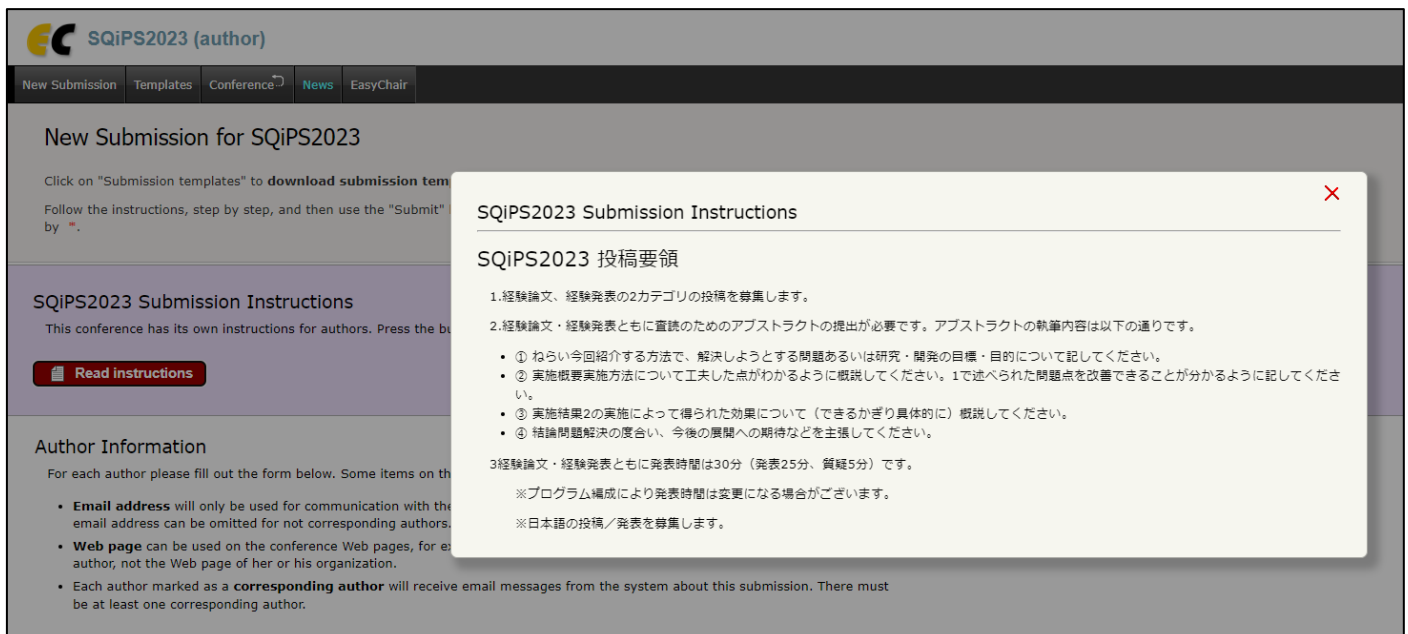 SQiPS2023 (author)
New Submission Templates Conference News EasyChair
New Submission for SQiPS2023
Click on "Submission templates" to download submission tem
Follow the instructions, step by step, and then use the "Submit"
by *.
SQiPS2023 Submission Instructions
This conference has its own instructions for authors. Press the bu
Read instructions
Author Information
For each author please fill out the form below. Some items on th
• Email address will only be used for communication with the
email address can be omitted for not corresponding authors.
• Web page can be used on the conference Web pages, for ex
author, not the Web page of her or his organization.
• Each author marked as a corresponding author will receive email messages from the system about this submission. There must
be at least one corresponding author.
SQiPS2023 Submission Instructions
SQiPS2023 投稿要領
1.経験論文、経験発表の2カテゴリの投稿を募集します。
2.経験論文・経験発表ともに査読のためのアブストラクトの提出が必要です。アブストラクトの執筆内容は以下の通りです。
• ① ねらい今回紹介する方法で、解決しようとする問題あるいは研究・開発の目標・目的について記してください。
• ② 実施概要実施方法について工夫した点がわかるように概説してください。1で述べられた問題点を改善できることが分かるように記してくださ
い。
• ③ 実施結果2の実施によって得られた効果について（できるかぎり具体的に）概説してください。
• ④ 結論問題解決の度合い、今後の展開への期待などを主張してください。
3経験論文・経験発表ともに発表時間は30分（発表25分、質疑5分）です。
※プログラム編成により発表時間は変更になる場合がございます。
※日本語の投稿／発表を募集します。